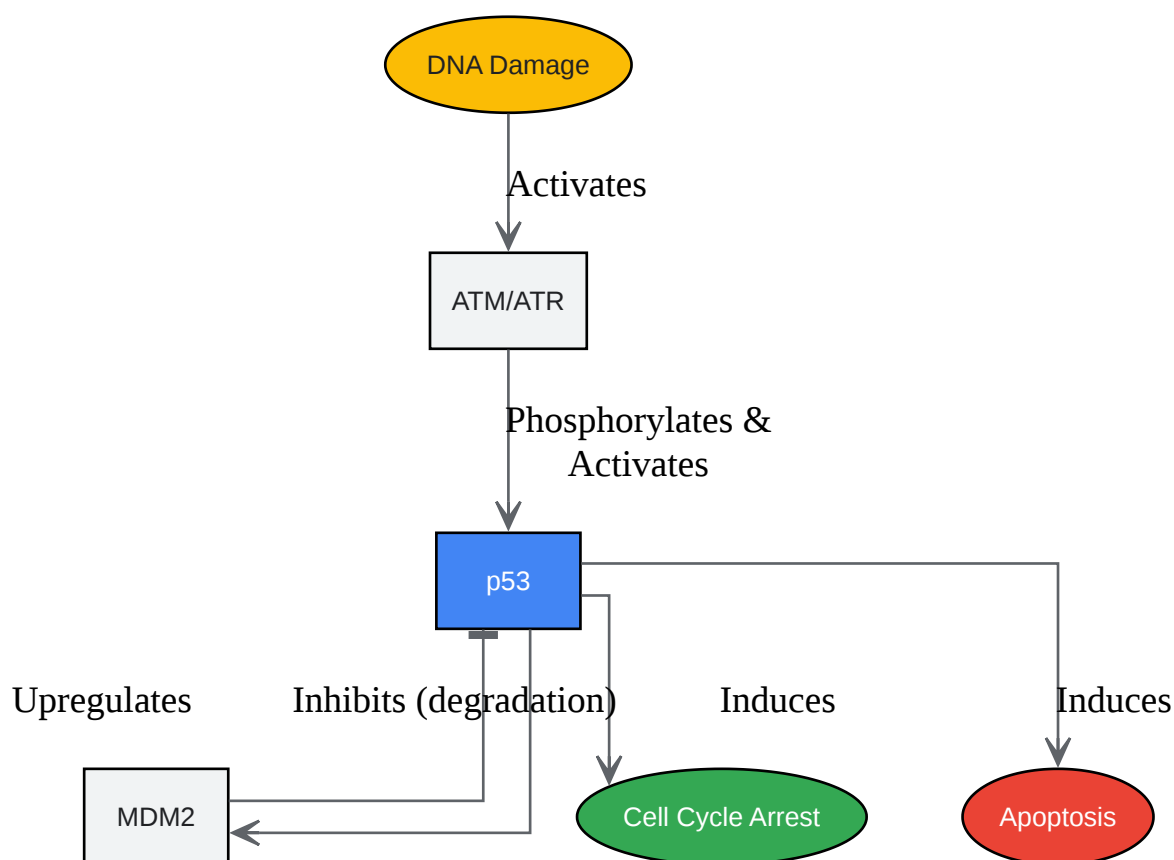 DNA Damage
Activates
ATM/ATR
Phosphorylates &
Activates
p53
Upregulates
Inhibits (degradation)
Induces
Induces
MDM2
Cell Cycle Arrest
Apoptosis